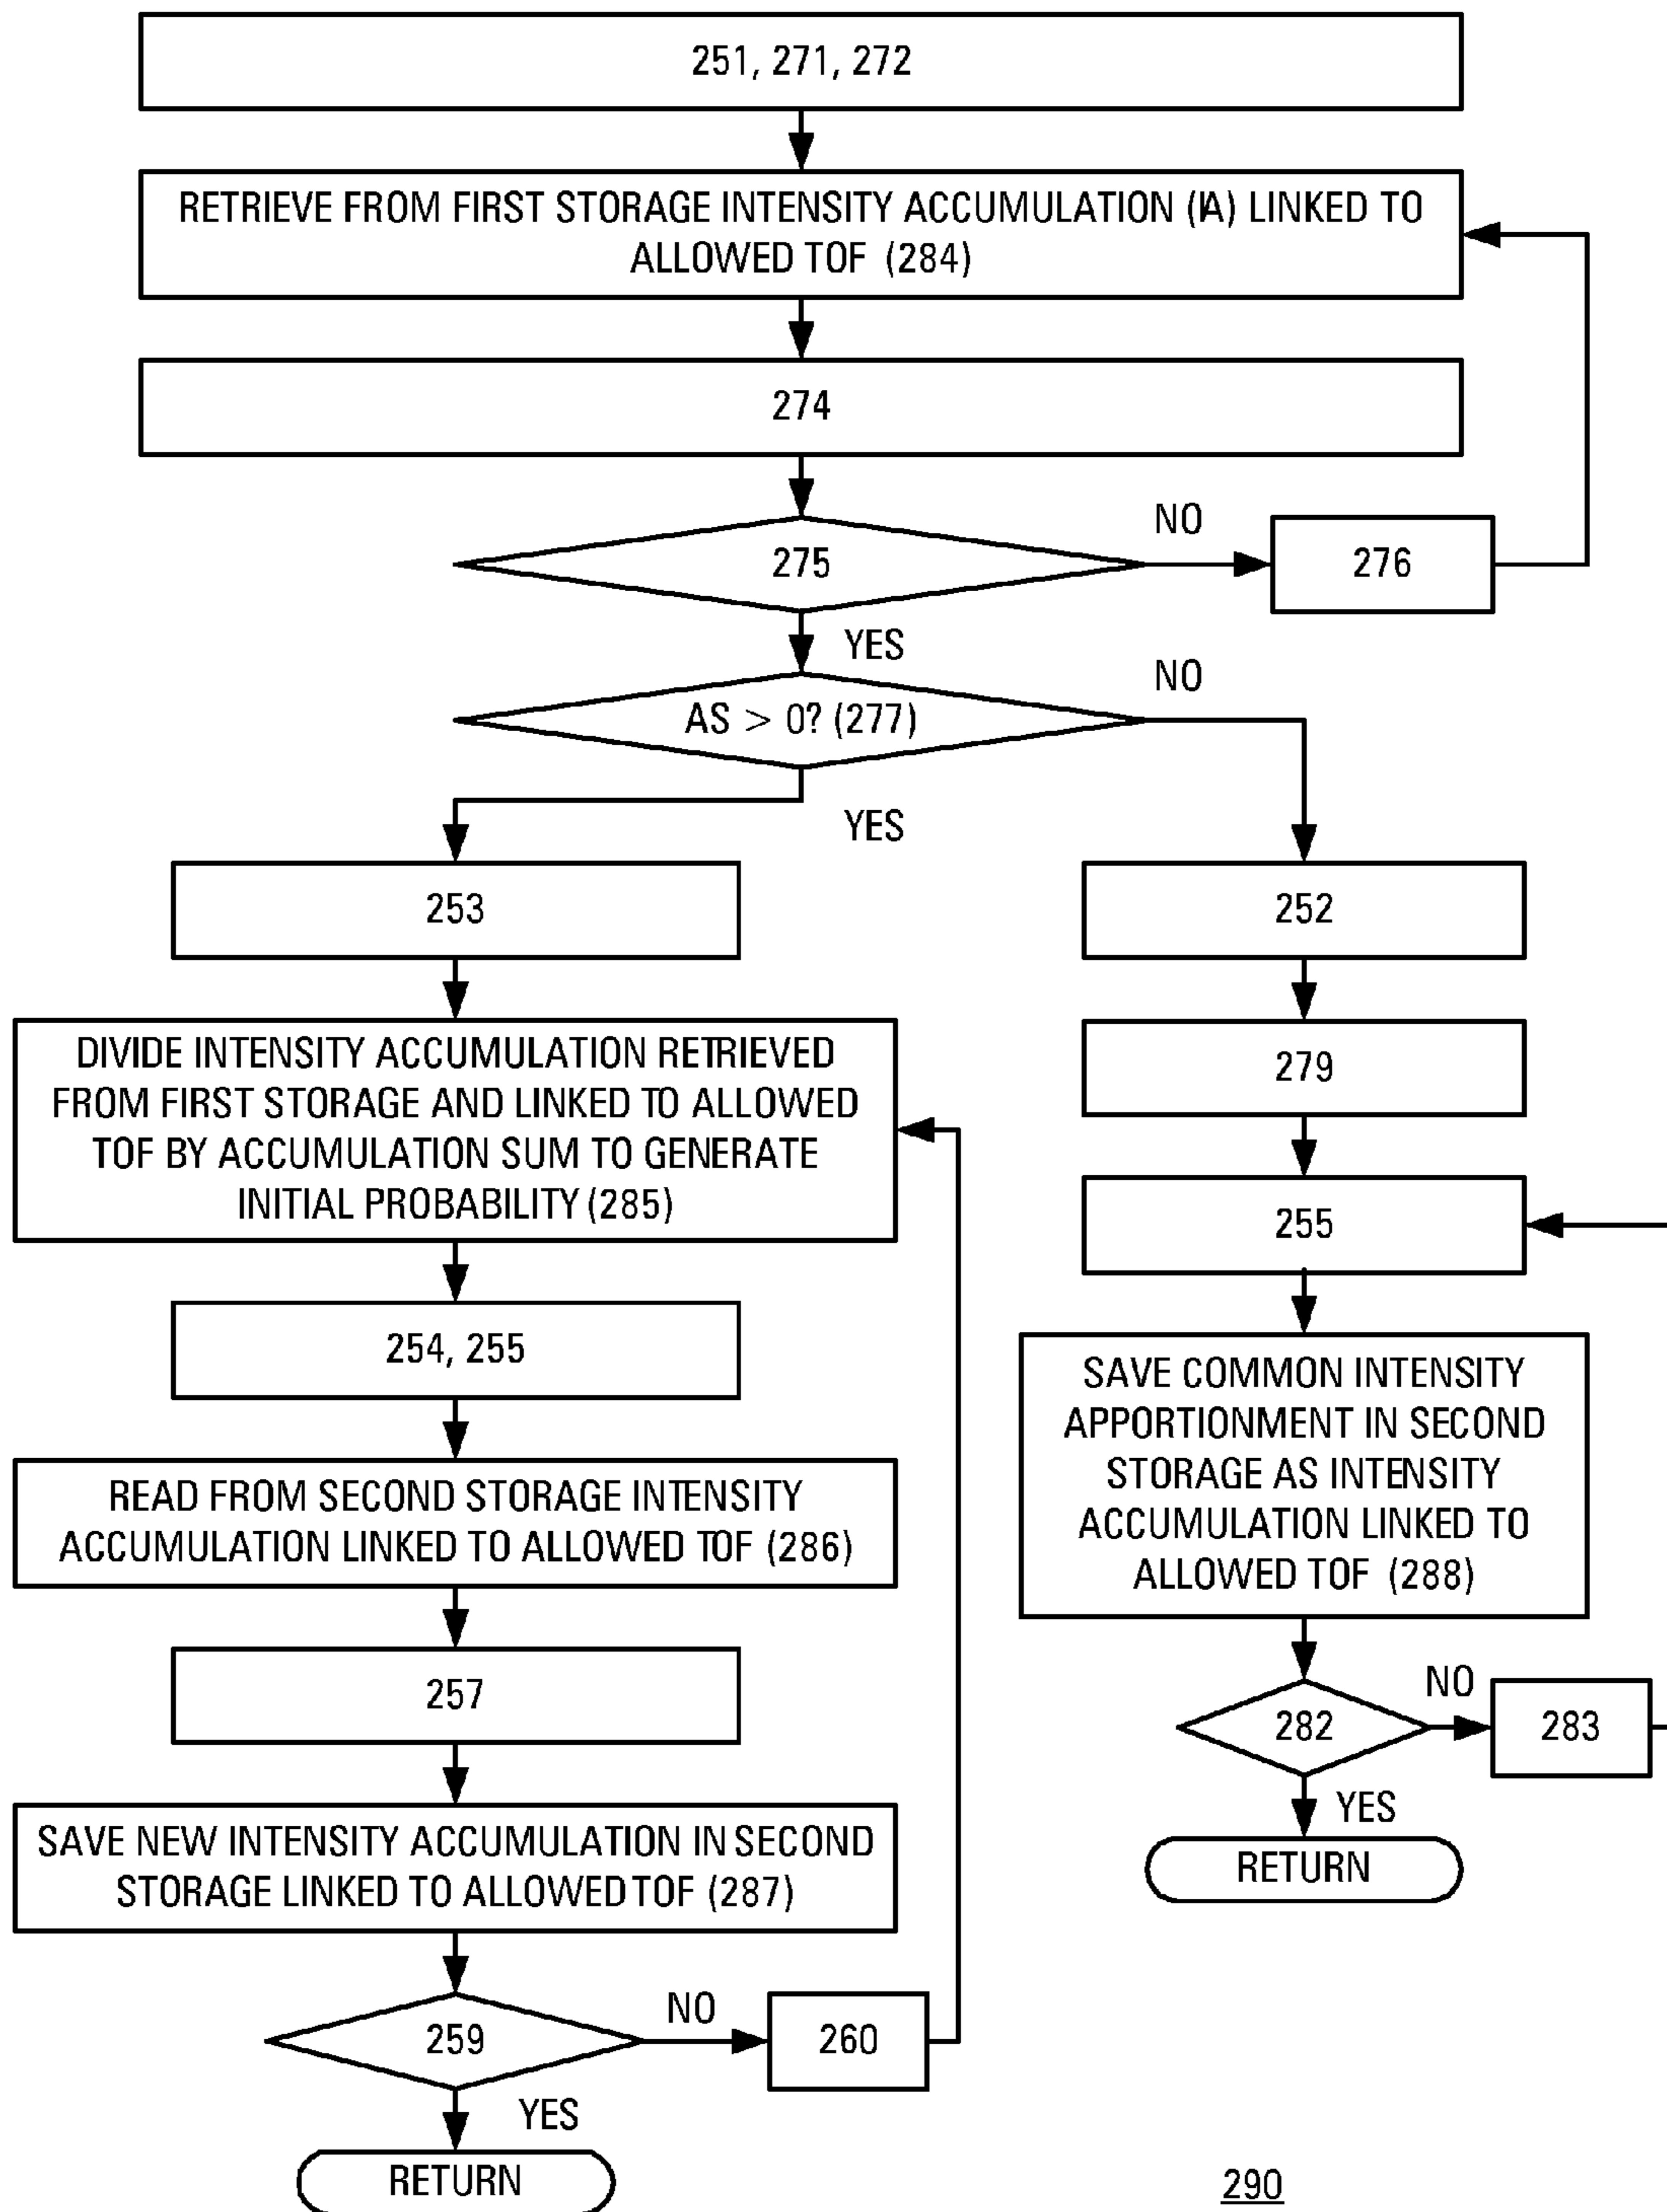 251, 271, 272
RETRIEVE FROM FIRST STORAGE INTENSITY ACCUMULATION (IA) LINKED TO
ALLOWED TOF (284)
274
275
NO
276
YES
AS > 0? (277)
NO
YES
253
DIVIDE INTENSITY ACCUMULATION RETRIEVED
FROM FIRST STORAGE AND LINKED TO ALLOWED
TOF BY ACCUMULATION SUM TO GENERATE
INITIAL PROBABILITY (285)
254, 255
READ FROM SECOND STORAGE INTENSITY
ACCUMULATION LINKED TO ALLOWED TOF (286)
257
SAVE NEW INTENSITY ACCUMULATION IN SECOND
STORAGE LINKED TO ALLOWED TOF (287)
259
NO
260
YES
RETURN
252
279
255
SAVE COMMON INTENSITY
APPORTIONMENT IN SECOND
STORAGE AS INTENSITY
ACCUMULATION LINKED TO
ALLOWED TOF (288)
282
NO
283
YES
RETURN
290